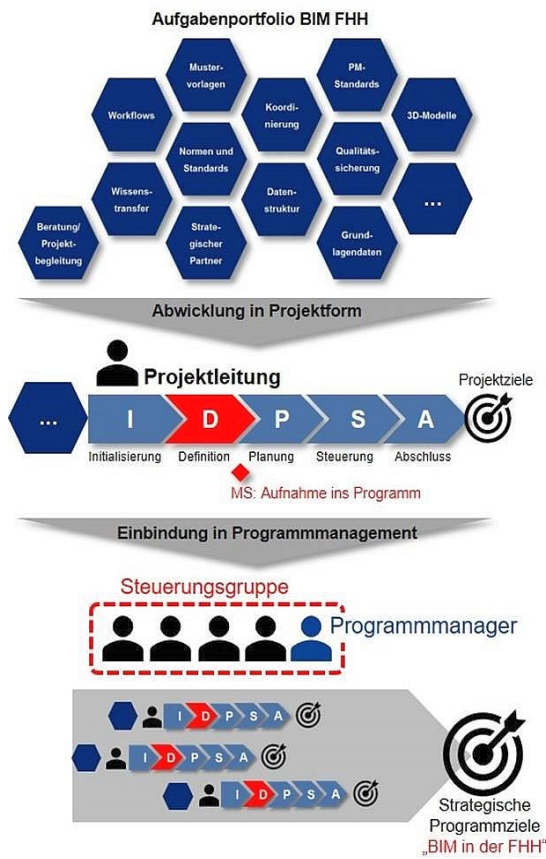 Aufgabenportfolio BIM FHH
Muster-
vorlagen
PM-
Standards
Workflows
Koordi-
nierung
3D-Modelle
Normen und
Standards
Qualitäts-
sicherung
Wissens-
transfer
Daten-
struktur
...
Beratung/
Projekt-
begleitung
Strate-
gischer
Partner
Grund-
lagendaten
Abwicklung in Projektform
Projektleitung
Projektziele
... I D P S A
Initialisierung Definition Planung Steuerung Abschluss
MS: Aufnahme ins Programm
Einbindung in Programmmanagement
Steuerungsgruppe
Programmmanager
I D P S A
I D P S A
I D P S A
Strategische
Programmziele
„BIM in der FHH“